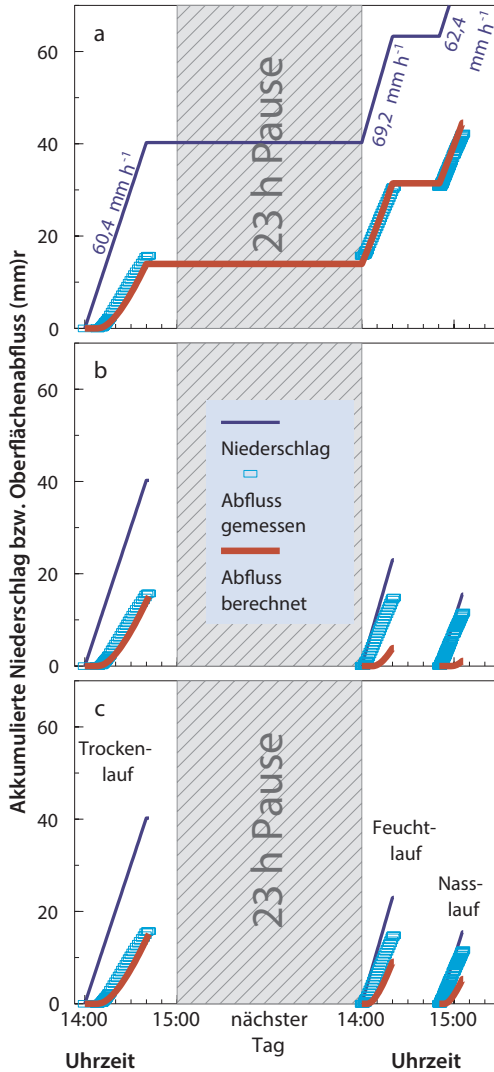 Akkumulierte Niederschlag bzw. Oberflächenabfluss (mm)r
60
40
20
0
a
60,4 mm h⁻¹
23 h Pause
69,2 mm h⁻¹
62,4
mm h⁻¹
60
40
20
0
b
Niederschlag
Abfluss
gemessen
Abfluss
berechnet
60
40
20
0
c
Trocken-
lauf
23 h Pause
Feucht-
lauf
Nass-
lauf
14:00
15:00
nächster
Tag
14:00
15:00
Uhrzeit
Uhrzeit